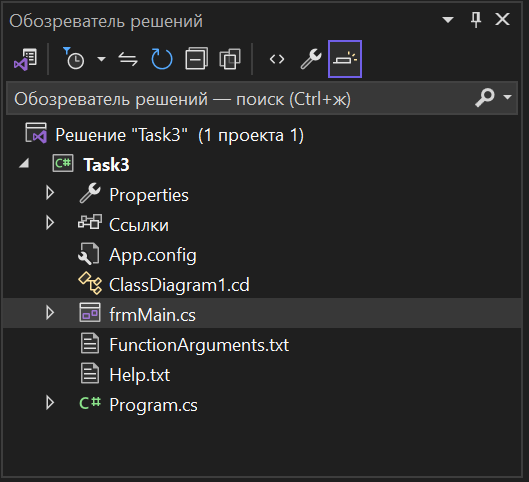 Обозреватель решений
Обозреватель решений — поиск (Ctrl+ж)
Решение "Task3" (1 проекта 1)
C# Task3
Properties
Ссылки
App.config
ClassDiagram1.cd
frmMain.cs
FunctionArguments.txt
Help.txt
C# Program.cs